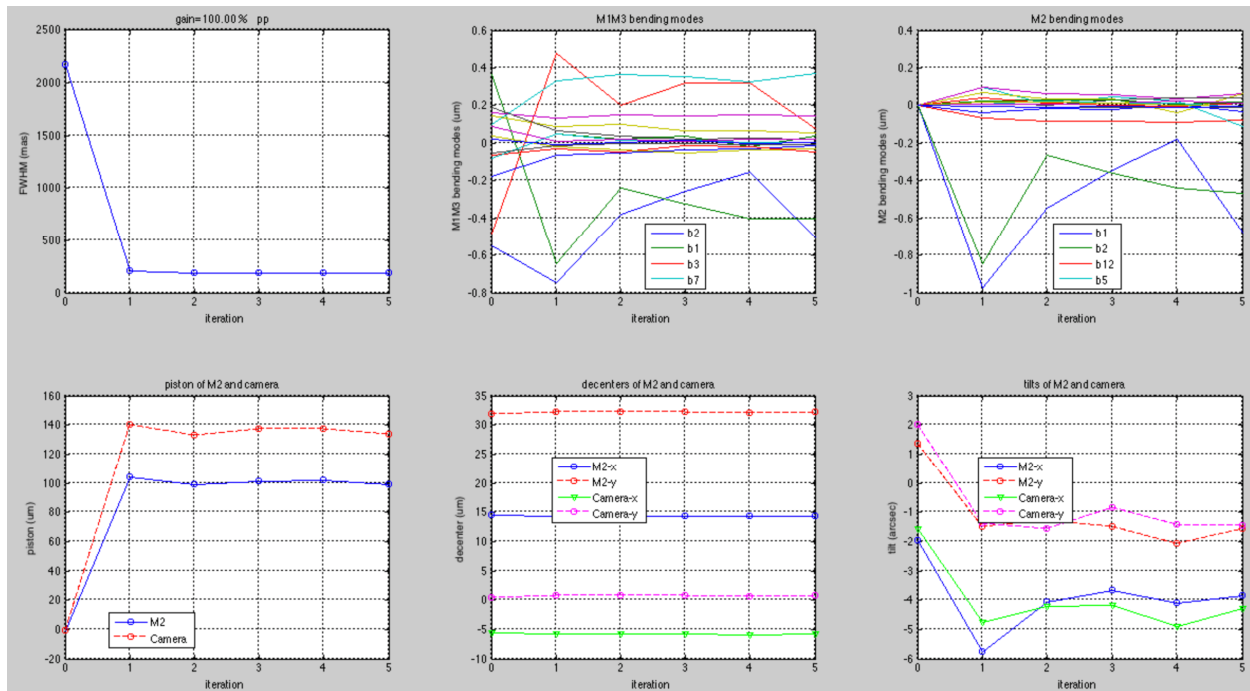 gain=100.00 % pp
FWHM (mas)
2500
2000
1500
1000
500
0
0 1 2 3 4 5
iteration
M1M3 bending modes
M1M3 bending modes (um)
0.6
0.4
0.2
0
-0.2
-0.4
-0.6
-0.8
b2
b1
b3
b7
0 1 2 3 4 5
iteration
M2 bending modes
M2 bending modes (um)
0.4
0.2
0
-0.2
-0.4
-0.6
-0.8
-1
b1
b2
b12
b5
0 1 2 3 4 5
iteration
piston of M2 and camera
piston (um)
160
140
120
100
80
60
40
20
0
-20
M2
Camera
0 1 2 3 4 5
iteration
decenters of M2 and camera
decenter (um)
35
30
25
20
15
10
5
0
-5
-10
M2-x
M2-y
Camera-x
Camera-y
0 1 2 3 4 5
iteration
tilts of M2 and camera
tilt (arcsec)
3
2
1
0
-1
-2
-3
-4
-5
-6
M2-x
M2-y
Camera-x
Camera-y
0 1 2 3 4 5
iteration